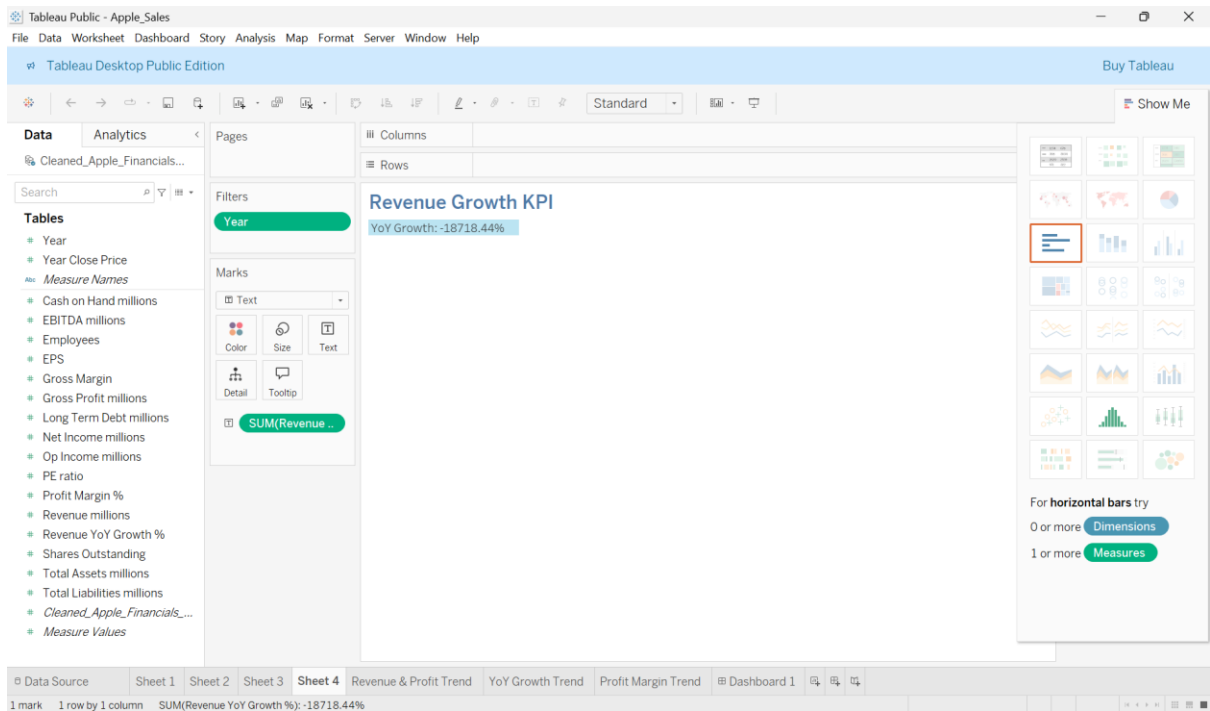 Tableau Public - Apple_Sales
File Data Worksheet Dashboard Story Analysis Map Format Server Window Help
Tableau Desktop Public Edition
Buy Tableau
Standard
Show Me
Data
Analytics
Cleaned_Apple_Financials...
Search
Tables
# Year
# Year Close Price
Abc Measure Names
# Cash on Hand millions
# EBITDA millions
# Employees
# EPS
# Gross Margin
# Gross Profit millions
# Long Term Debt millions
# Net Income millions
# Op Income millions
# PE ratio
# Profit Margin %
# Revenue millions
# Revenue YoY Growth %
# Shares Outstanding
# Total Assets millions
# Total Liabilities millions
# Cleaned_Apple_Financials_...
# Measure Values
Pages
Filters
Year
Marks
T Text
Color
Size
T
Text
Detail
Tooltip
T SUM(Revenue ..
Columns
Rows
Revenue Growth KPI
YoY Growth: -18718.44%
For horizontal bars try
0 or more Dimensions
1 or more Measures
Data Source Sheet 1 Sheet 2 Sheet 3 Sheet 4 Revenue & Profit Trend YoY Growth Trend Profit Margin Trend Dashboard 1
1 mark 1 row by 1 column SUM(Revenue YoY Growth %): -18718.44%